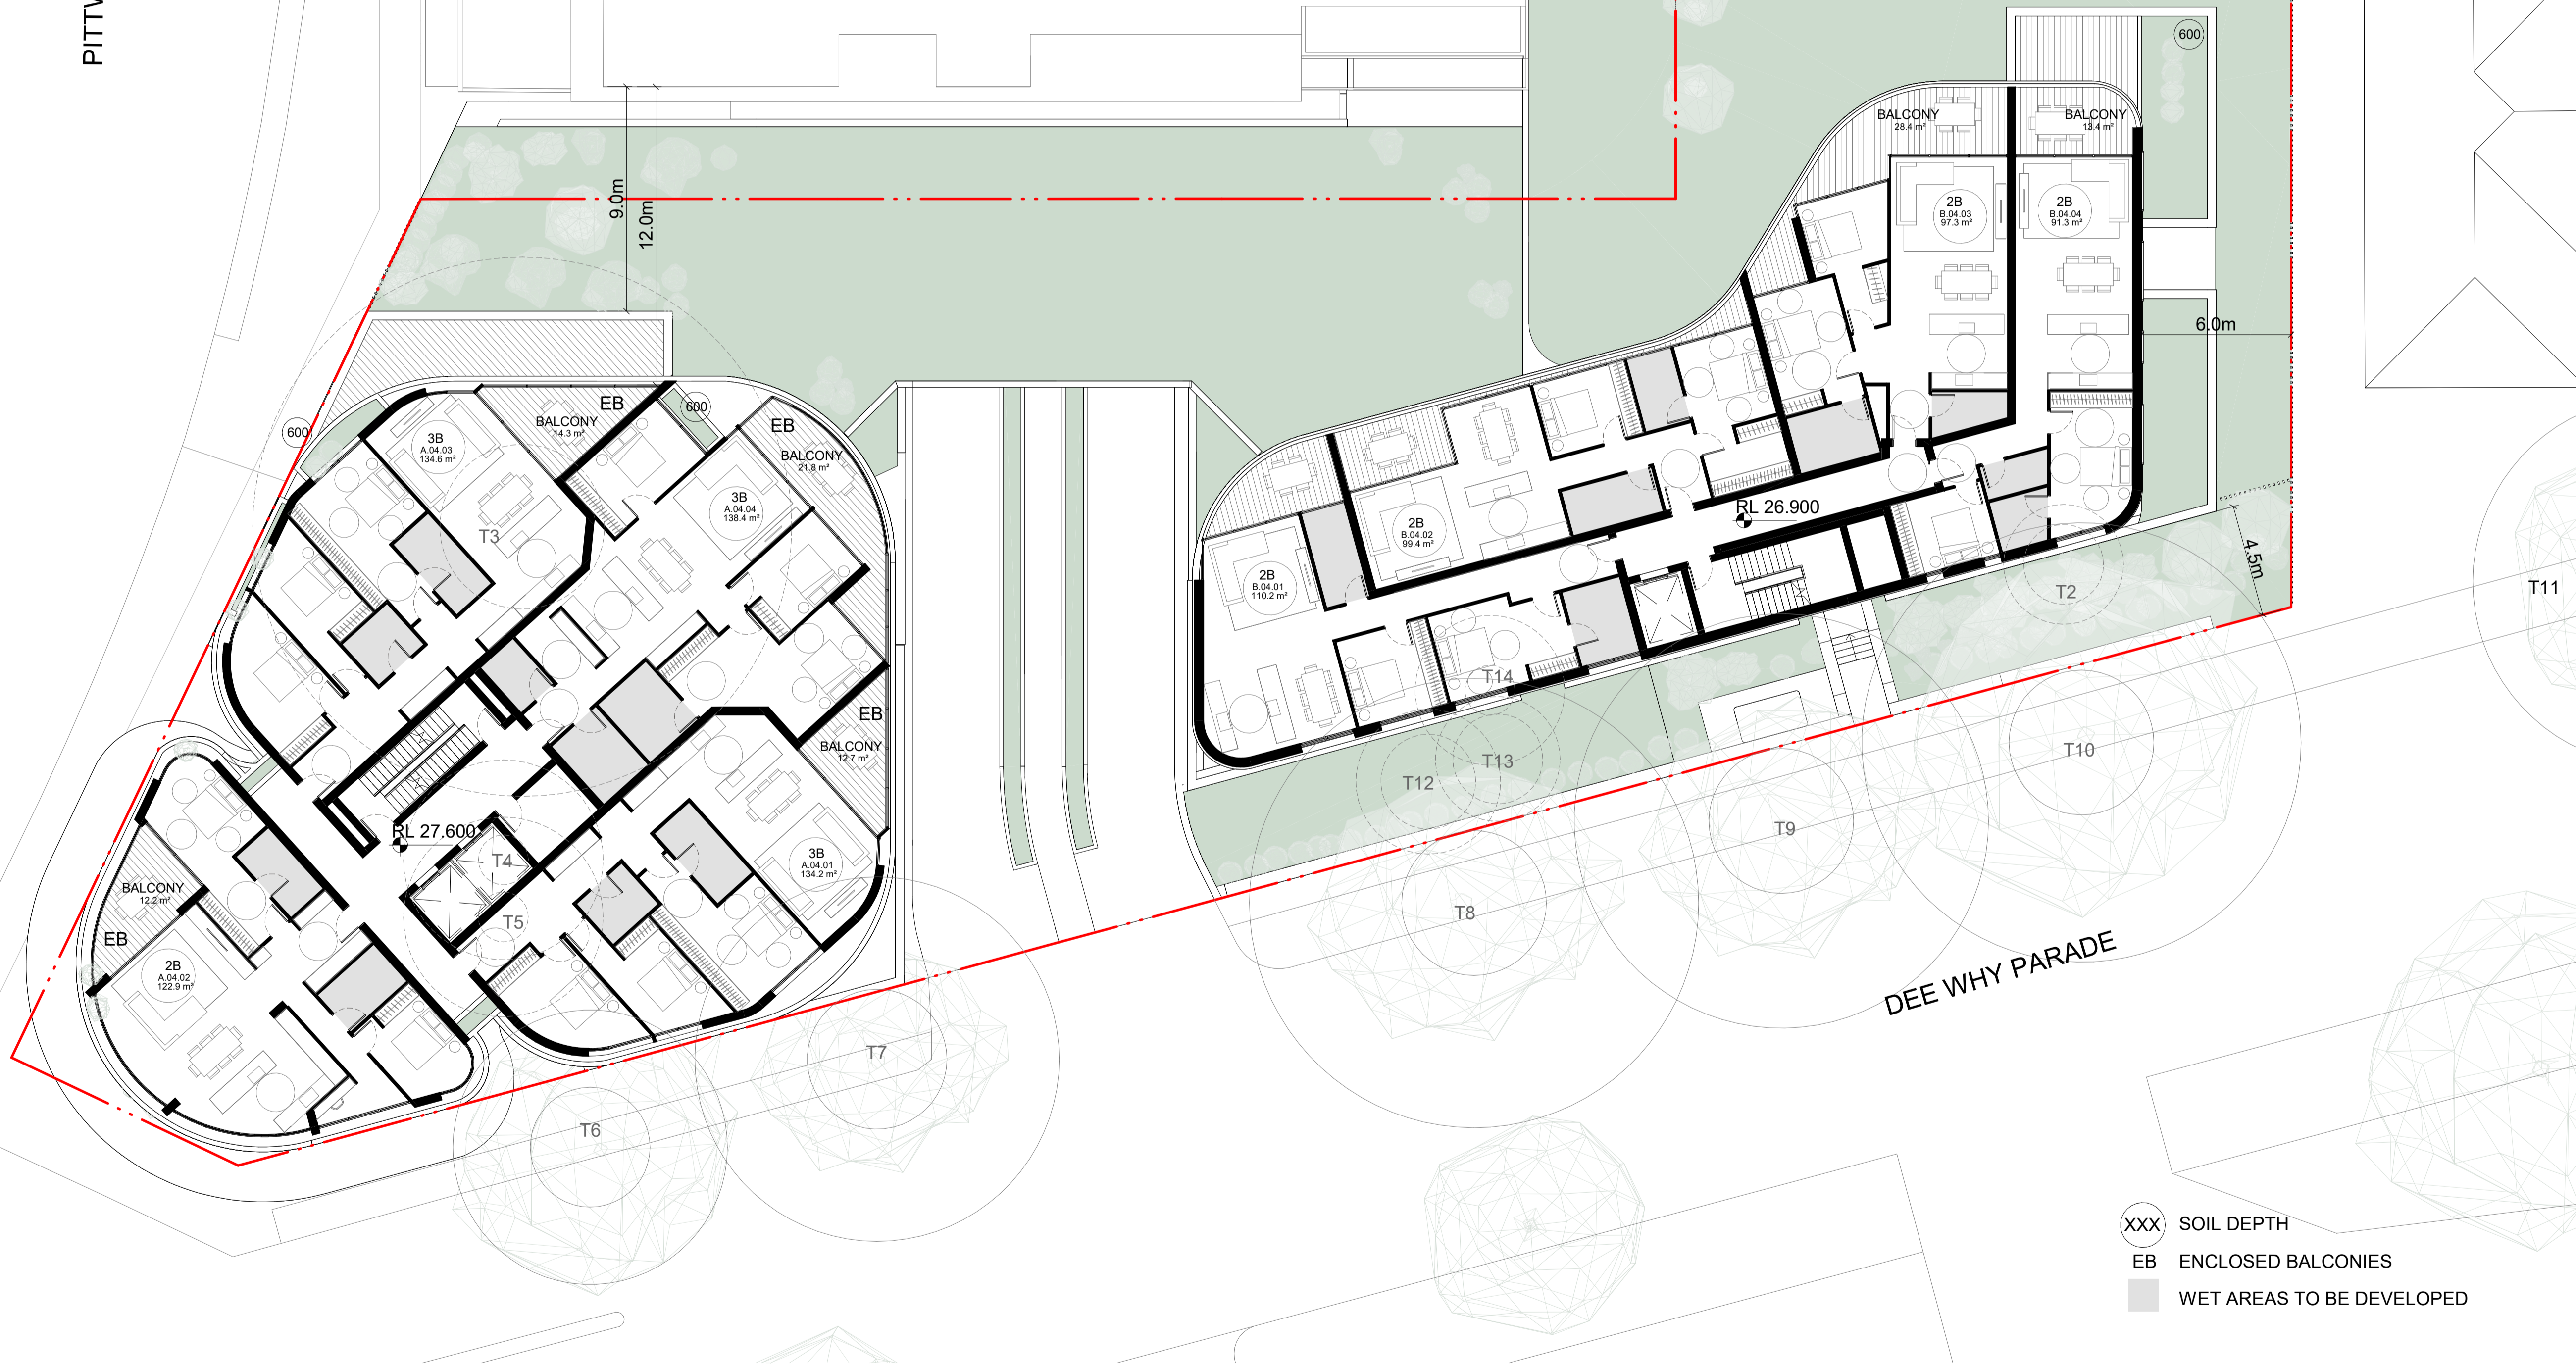 PITTW
600
BALCONY
28.4 m²
BALCONY
13.4 m²
9.0m
12.0m
2B
B.04.03
97.3 m²
2B
B.04.04
91.3 m²
6.0m
EB
600
BALCONY
14.3 m²
600
EB
3B
A.04.03
134.6 m²
BALCONY
21.8 m²
3B
A.04.04
138.4 m²
T3
RL 26.900
2B
B.04.02
99.4 m²
4.5m
2B
B.04.01
110.2 m²
T2
T11
T14
EB
BALCONY
12.7 m²
T10
T13
T12
RL 27.600
T9
T4
3B
A.04.01
134.2 m²
BALCONY
12.2 m²
T5
T8
EB
2B
A.04.02
122.9 m²
DEE WHY PARADE
T7
T6
XXX SOIL DEPTH
EB ENCLOSED BALCONIES
WET AREAS TO BE DEVELOPED